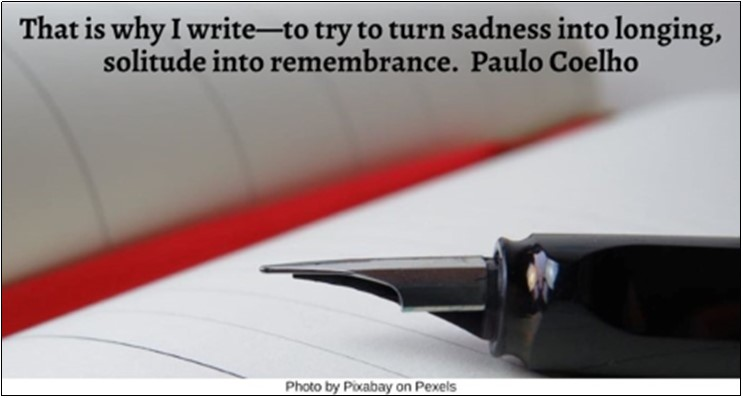 That is why I write—to try to turn sadness into longing,
solitude into remembrance.  Paulo Coelho
Photo by Pixabay on Pexels